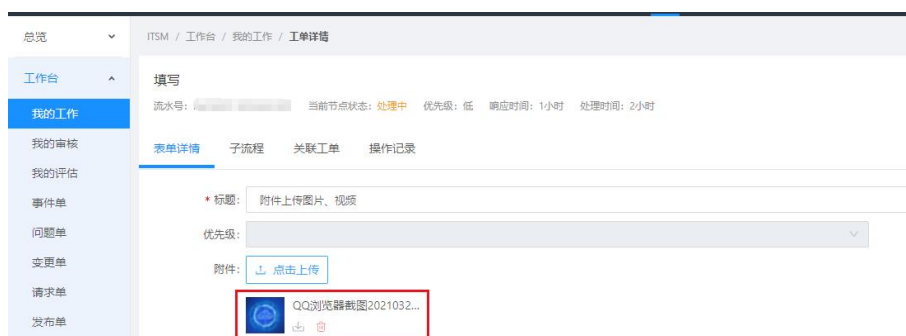 总览
ITSM / 工作台 / 我的工作 / 工单详情
工作台
填写
流水号：
当前节点状态：处理中 优先级：低 响应时间：1小时 处理时间：2小时
我的工作
我的审核
表单详情 子流程 关联工单 操作记录
我的评估
事件单
* 标题： 附件上传图片、视频
问题单
优先级：
变更单
附件： 点击上传
请求单
QQ浏览器截图2021032...
发布单